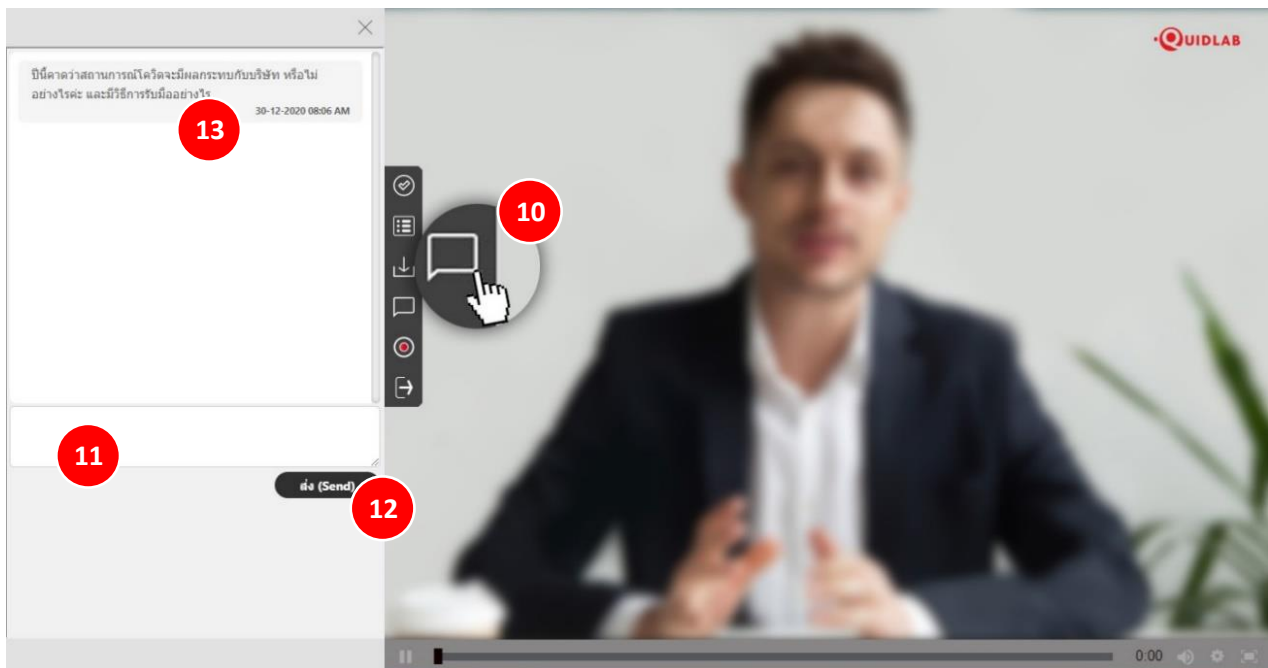 QUIDLAB
ปีนี้คาดว่าสถานการณ์โควิดจะมีผลกระทบกับบริษัท หรือไม่
อย่างไรค่ะ และมีวิธีการรับมืออย่างไร
30-12-2020 08:06 AM
13
10
11
ส่ง (Send)
12
0:00